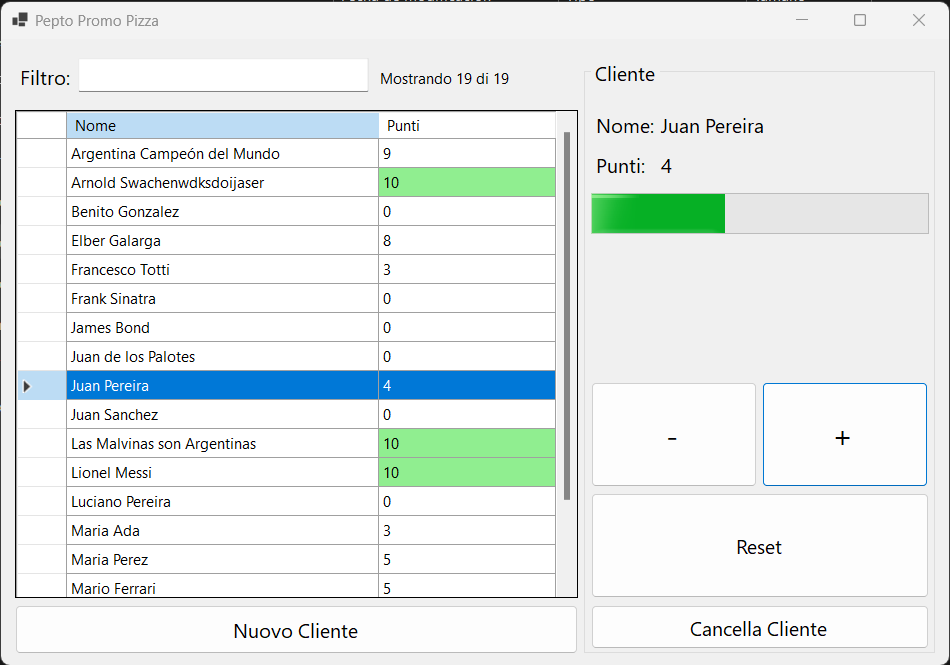 Pepto Promo Pizza
Filtro:
Mostrando 19 di 19
Nome Punti
Argentina Campeón del Mundo 9
Arnold Swachenwdksdoijaser 10
Benito Gonzalez 0
Elber Galarga 8
Francesco Totti 3
Frank Sinatra 0
James Bond 0
Juan de los Palotes 0
Juan Pereira 4
Juan Sanchez 0
Las Malvinas son Argentinas 10
Lionel Messi 10
Luciano Pereira 0
Maria Ada 3
Maria Perez 5
Mario Ferrari 5
Nuovo Cliente
Cliente
Nome: Juan Pereira
Punti: 4
- +
Reset
Cancella Cliente